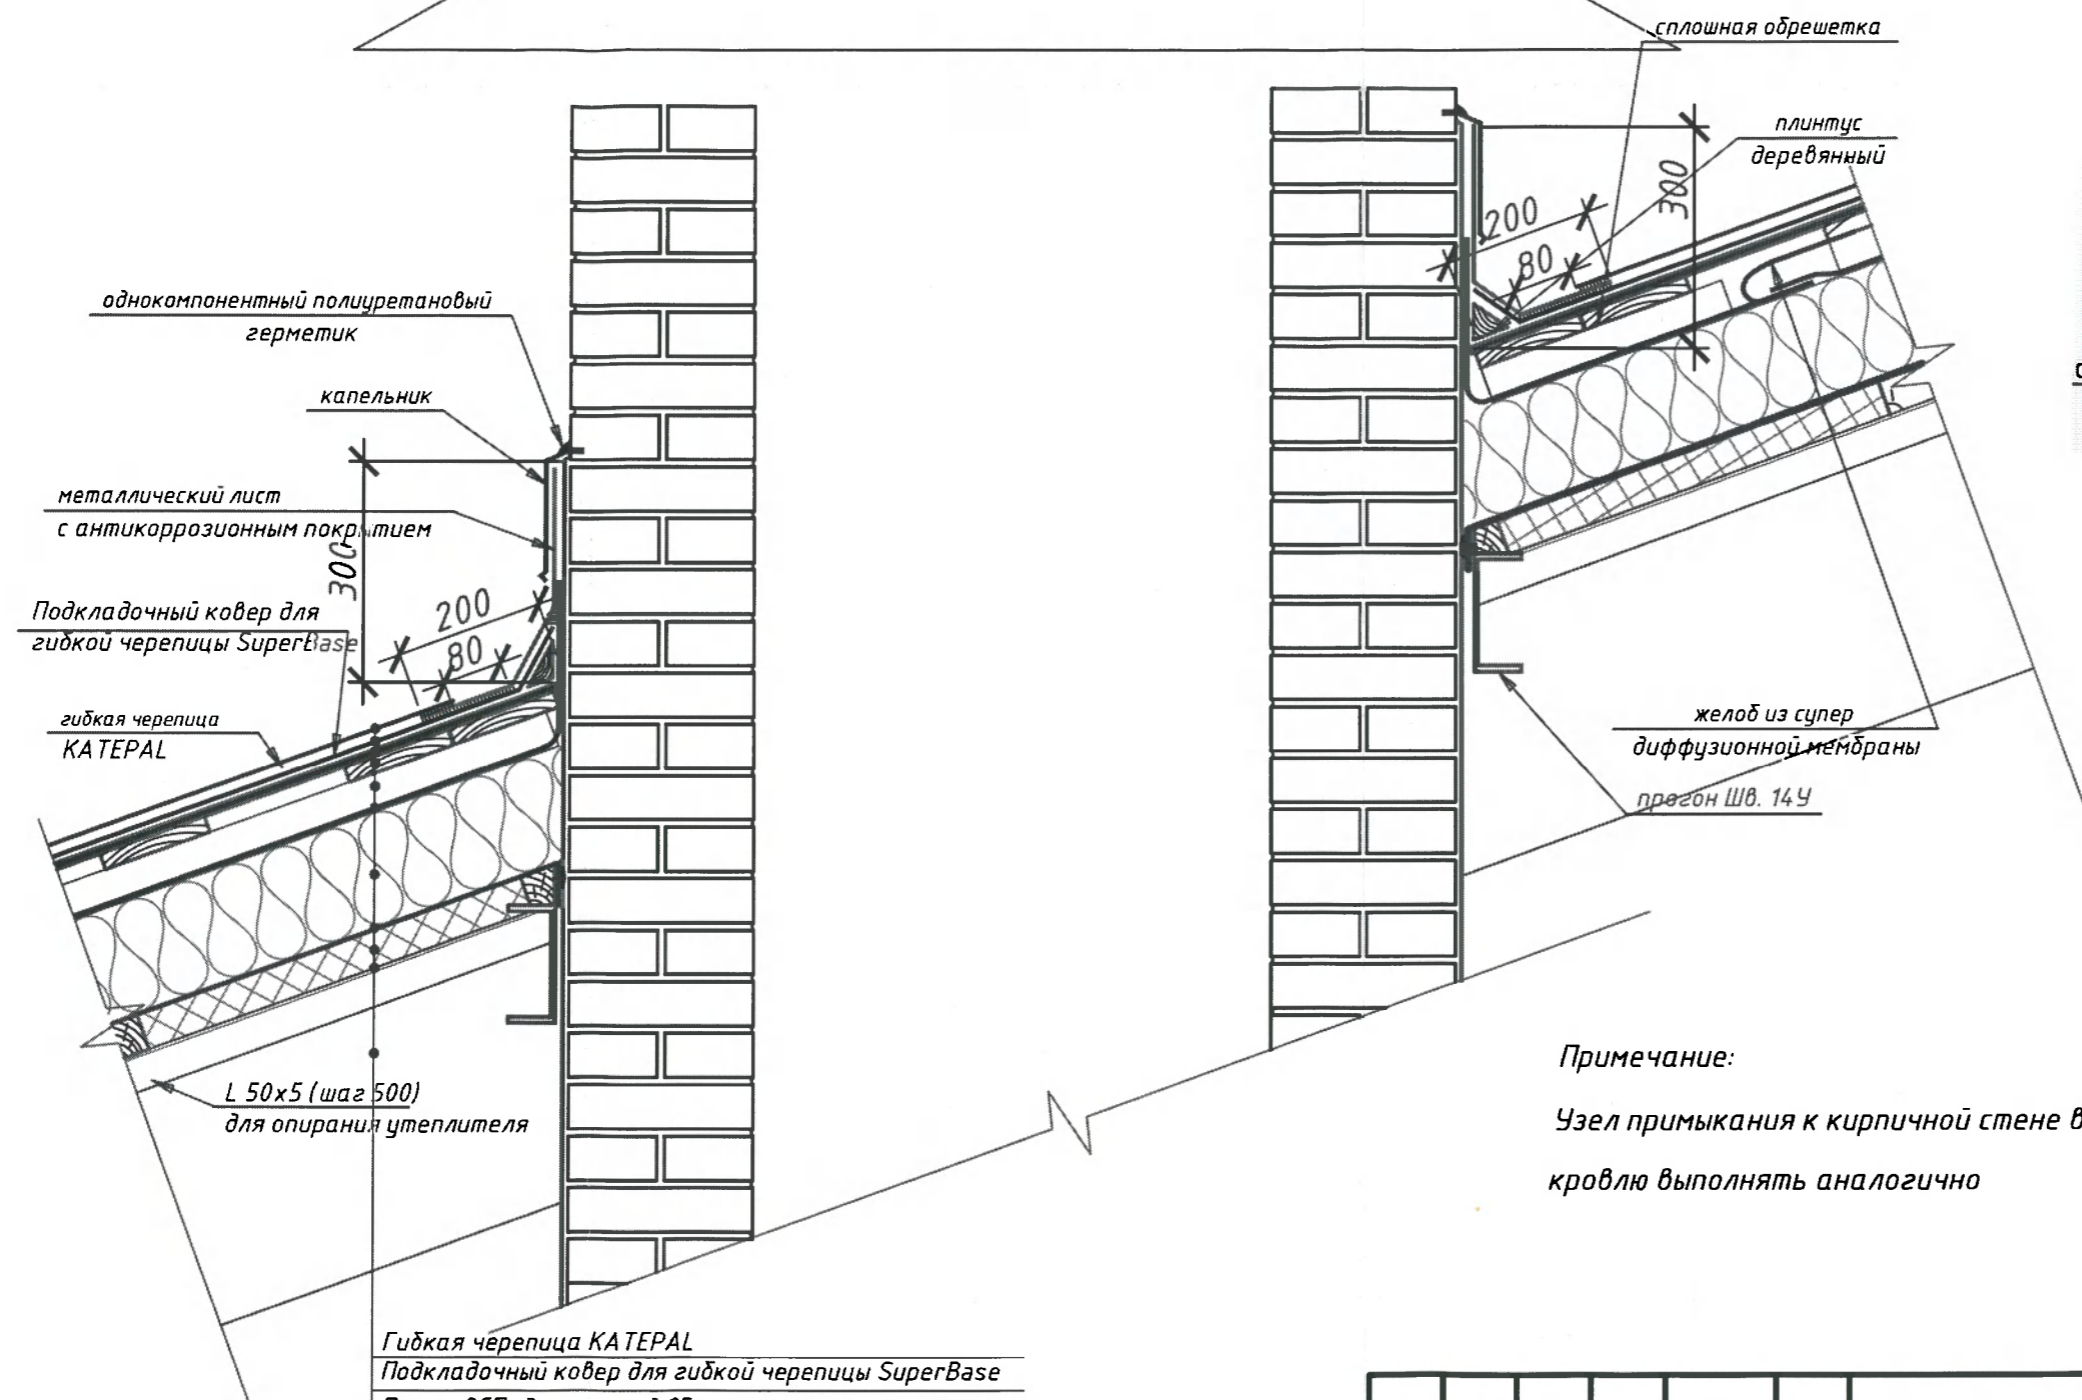 сплошная обрешетка
плинтус
деревянный
300
200
80
однокомпонентный полиуретановый
герметик
капельник
металлический лист
с антикоррозионным покрытием
300
200
80
Подкладочный ковер для
гибкой черепицы SuperBase
гибкая черепица
KATEPAL
желоб из супер
диффузионной мембраны
прогон Шв. 14У
L 50x5 (шаг 500)
для опирания утеплителя
Примечание:
Узел примыкания к кирпичной стене в
кровлю выполнять аналогично
Гибкая черепица KATEPAL
Подкладочный ковер для гибкой черепицы SuperBase